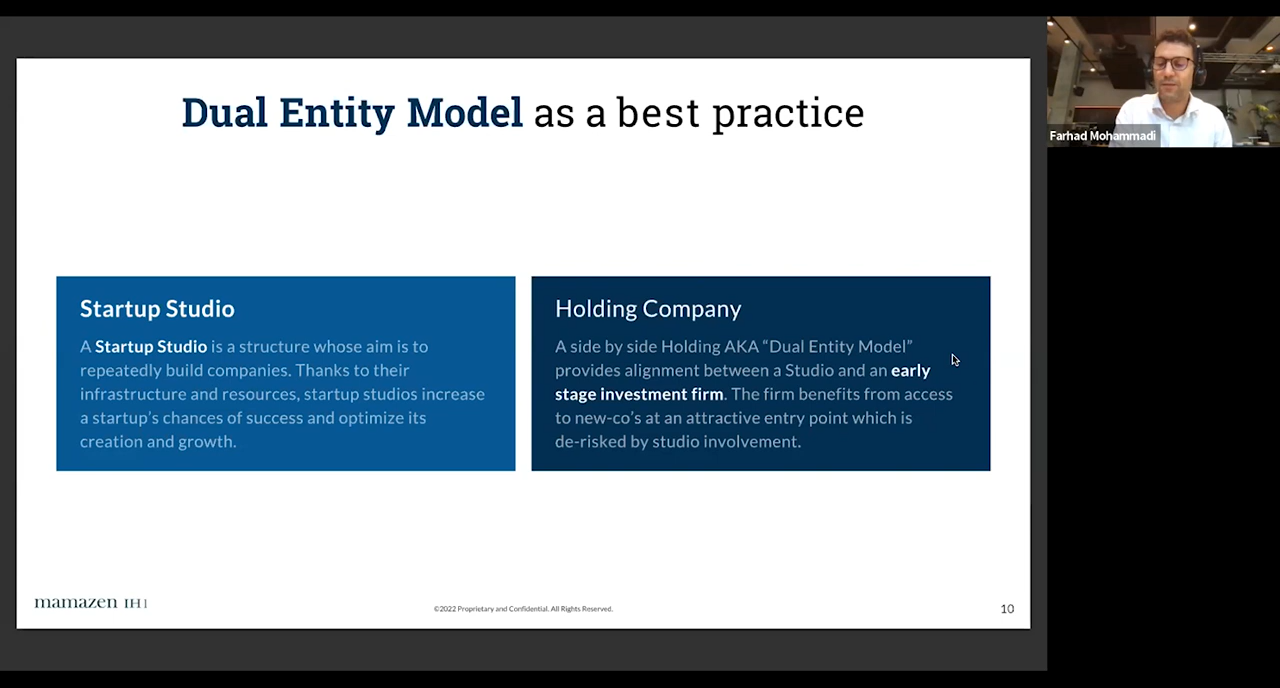 Dual Entity Model as a best practice
Startup Studio
A Startup Studio is a structure whose aim is to
repeatedly build companies. Thanks to their
infrastructure and resources, startup studios increase
a startup’s chances of success and optimize its
creation and growth.
Holding Company
A side by side Holding AKA “Dual Entity Model”
provides alignment between a Studio and an early
stage investment firm. The firm benefits from access
to new-co’s at an attractive entry point which is
de-risked by studio involvement.
mamazen
©2022 Proprietary and Confidential. All Rights Reserved.
10
Farhad Mohammadi